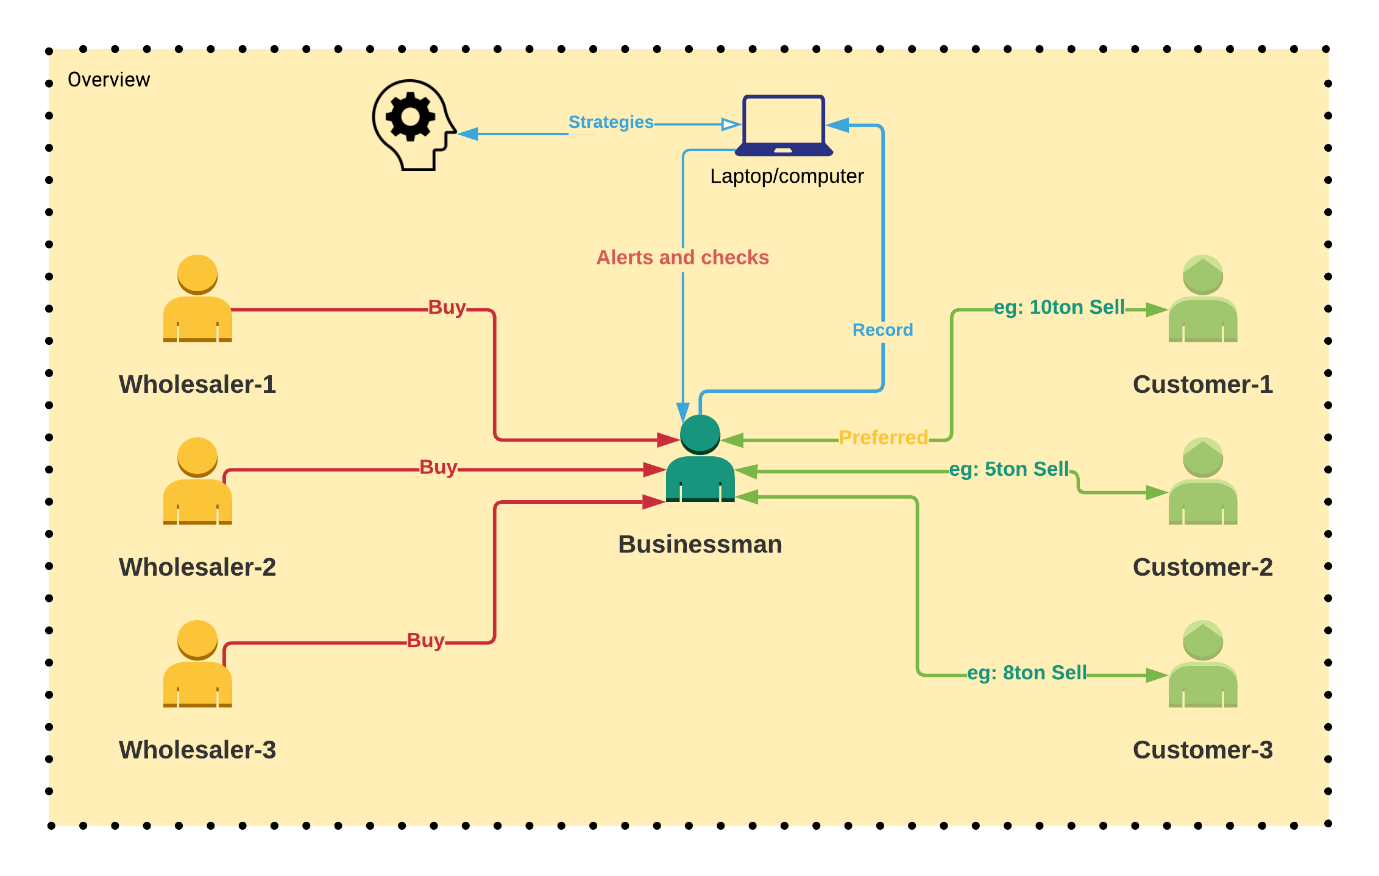 Overview
Strategies
Laptop/computer
Alerts and checks
Buy
eg: 10ton Sell
Record
Wholesaler-1
Customer-1
Preferred
Buy
eg: 5ton Sell
Businessman
Wholesaler-2
Customer-2
Buy
eg: 8ton Sell
Wholesaler-3
Customer-3